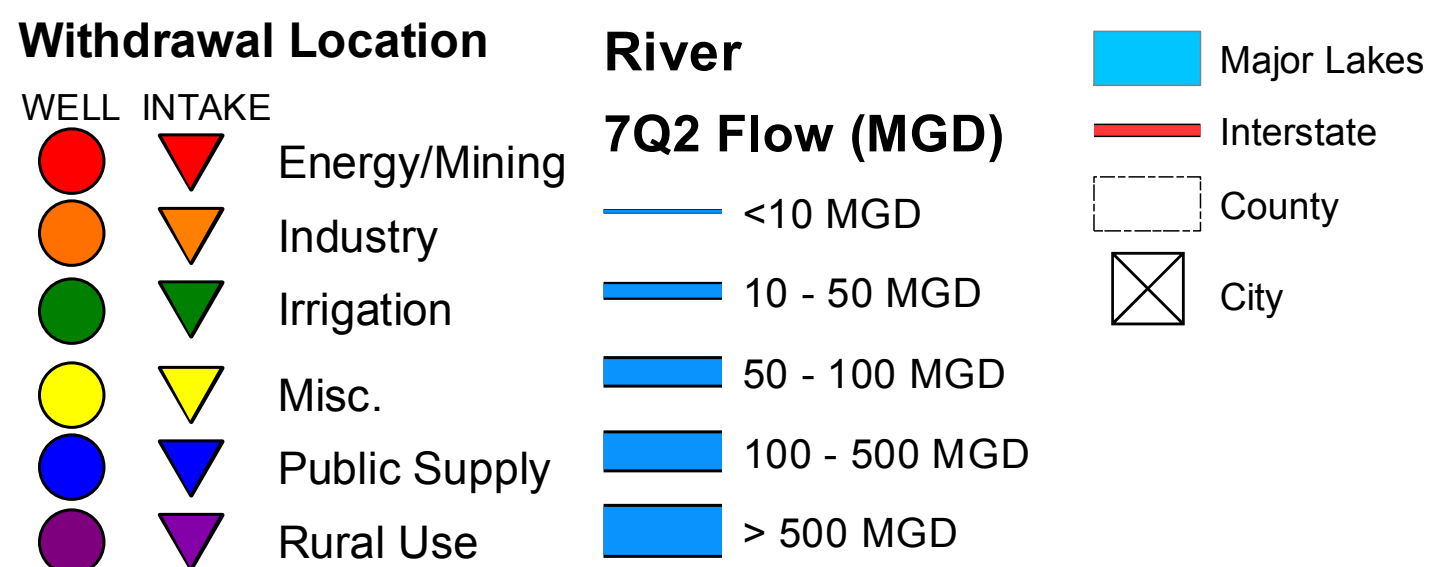 Withdrawal Location
WELL INTAKE
Energy/Mining
Industry
Irrigation
Misc.
Public Supply
Rural Use
River
7Q2 Flow (MGD)
<10 MGD
10 - 50 MGD
50 - 100 MGD
100 - 500 MGD
> 500 MGD
Major Lakes
Interstate
County
City